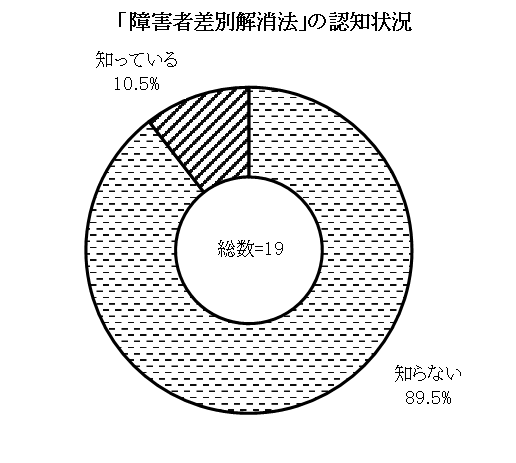 「障害者差別解消法」の認知状況
知っている
10.5%
総数=19
知らない
89.5%